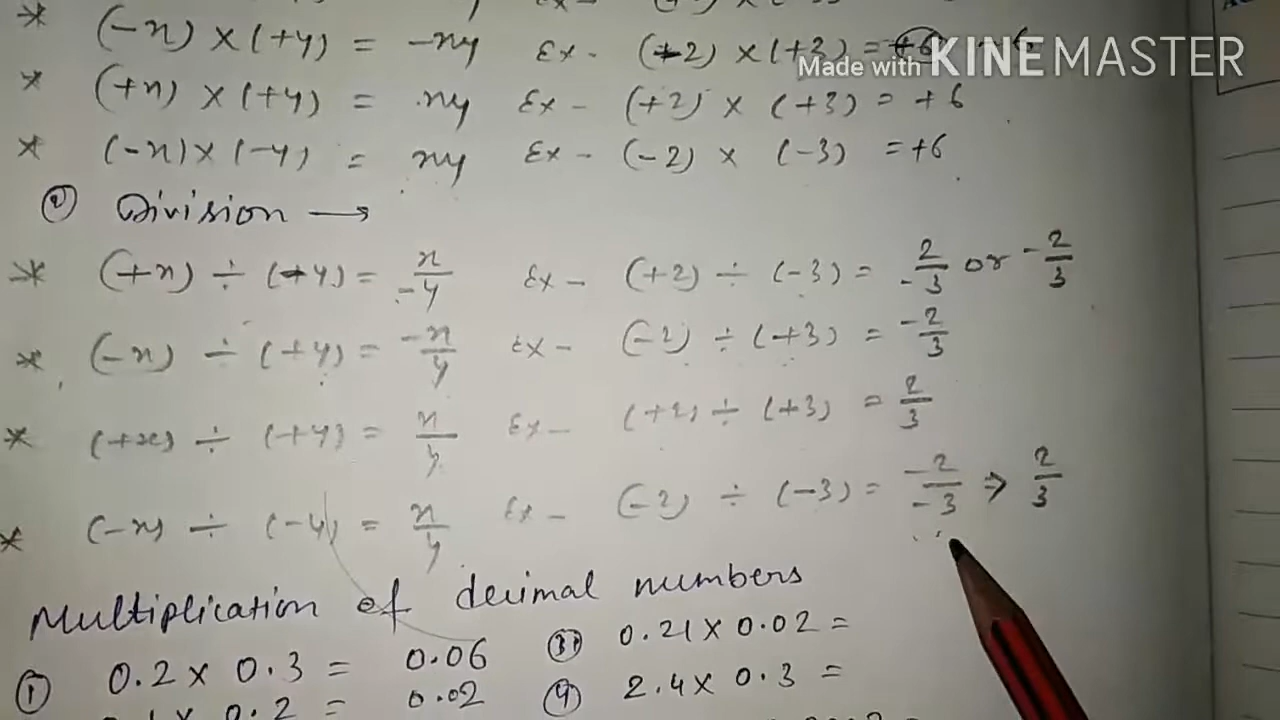 * (-x) × (+y) = -xy Ex - (-2) × (+3) = -6
Made with KINEMASTER
* (+x) × (+y) = xy Ex - (+2) × (+3) = +6
* (-x) × (-y) = xy Ex - (-2) × (-3) = +6
② Division →
* (+x) ÷ (-y) = x/-y Ex - (+2) ÷ (-3) = 2/-3 or -2/3
* (-x) ÷ (+y) = -x/y Ex - (-2) ÷ (+3) = -2/3
* (+x) ÷ (+y) = x/y Ex - (+2) ÷ (+3) = 2/3
* (-x) ÷ (-y) = x/y Ex - (-2) ÷ (-3) = -2/-3 ⇒ 2/3
Multiplication of decimal numbers
① 0.2 × 0.3 = 0.06 ③ 0.21 × 0.02 =
0.2 = 0.02 ④ 2.4 × 0.3 =